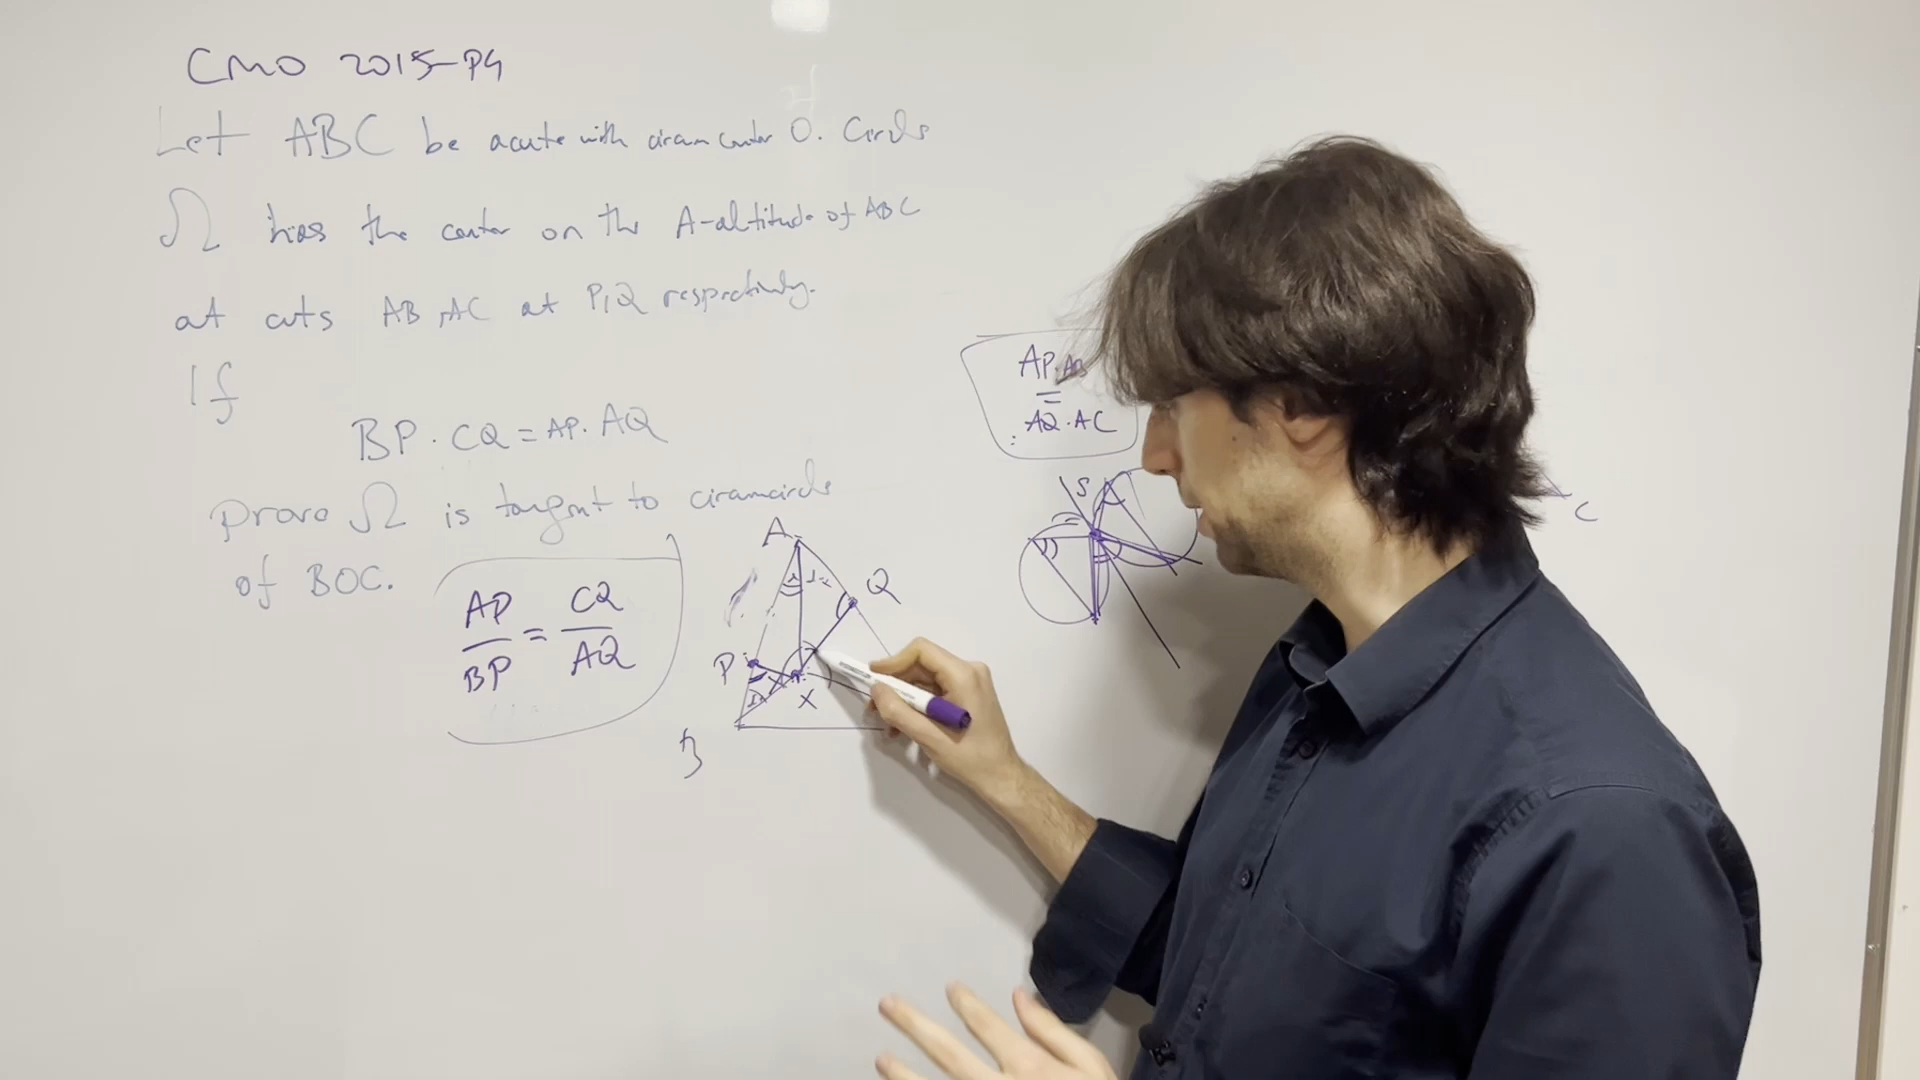 CMO 2015-P4
Let ABC be acute with circumcenter O. Circle
Ω has the center on the A-altitude of ABC
at cuts AB, AC at P, Q respectively.
If
BP · CQ = AP · AQ
prove Ω is tangent to circumcircle
of BOC.
AP/BP = CQ/AQ
A
Q
P
X
B
AP·AB
=
AQ·AC
S
C